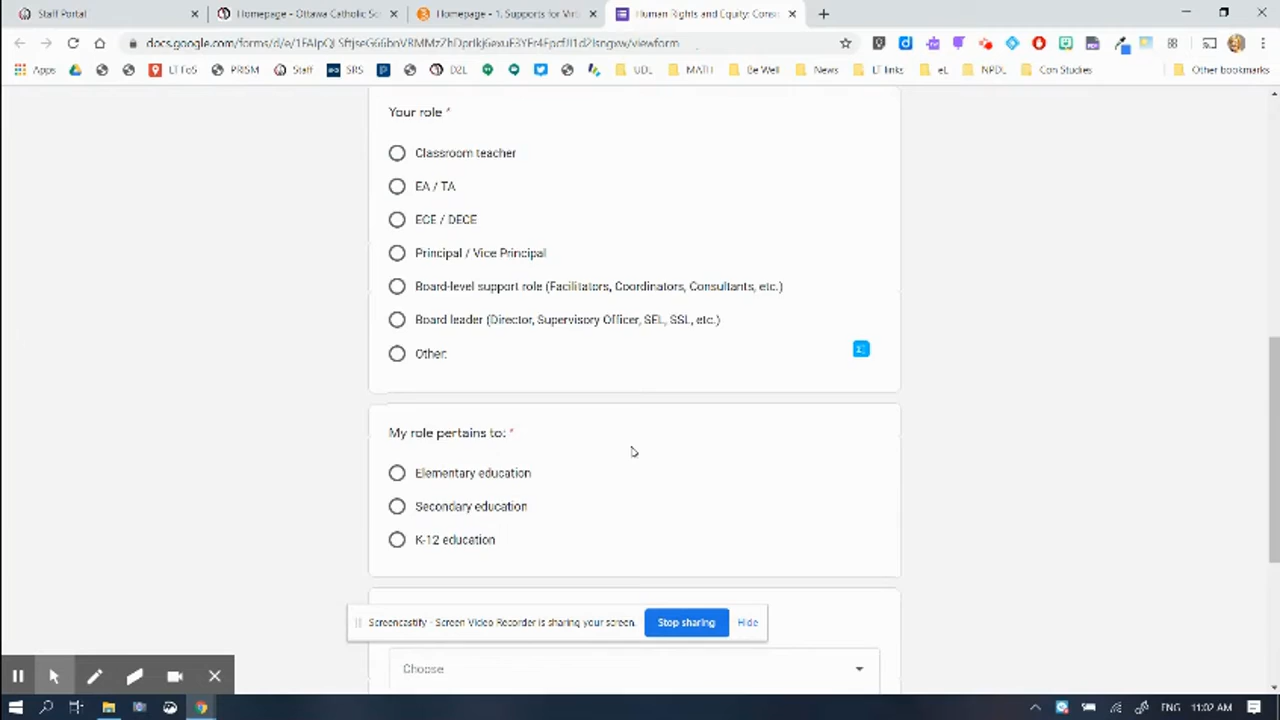 Staff Portal
Homepage - Ottawa Catholic Sc
Homepage - 1. Supports for Virtu
Human Rights and Equity: Consu
Apps
LT FoS
PRISM
Staff
SRS
D2L
UDL
MATH
Be Well
News
LT links
eL
NPDL
Con Studies
Other bookmarks
Your role *
Classroom teacher
EA / TA
ECE / DECE
Principal / Vice Principal
Board-level support role (Facilitators, Coordinators, Consultants, etc.)
Board leader (Director, Supervisory Officer, SEL, SSL, etc.)
Other:
My role pertains to: *
Elementary education
Secondary education
K-12 education
Screencastify - Screen Video Recorder is sharing your screen.
Stop sharing
Hide
Choose
ENG
11:02 AM